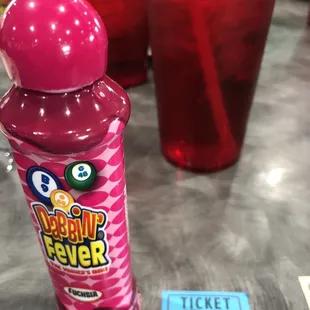 Dabbin'
Fever
FUCHSIA
TICKET